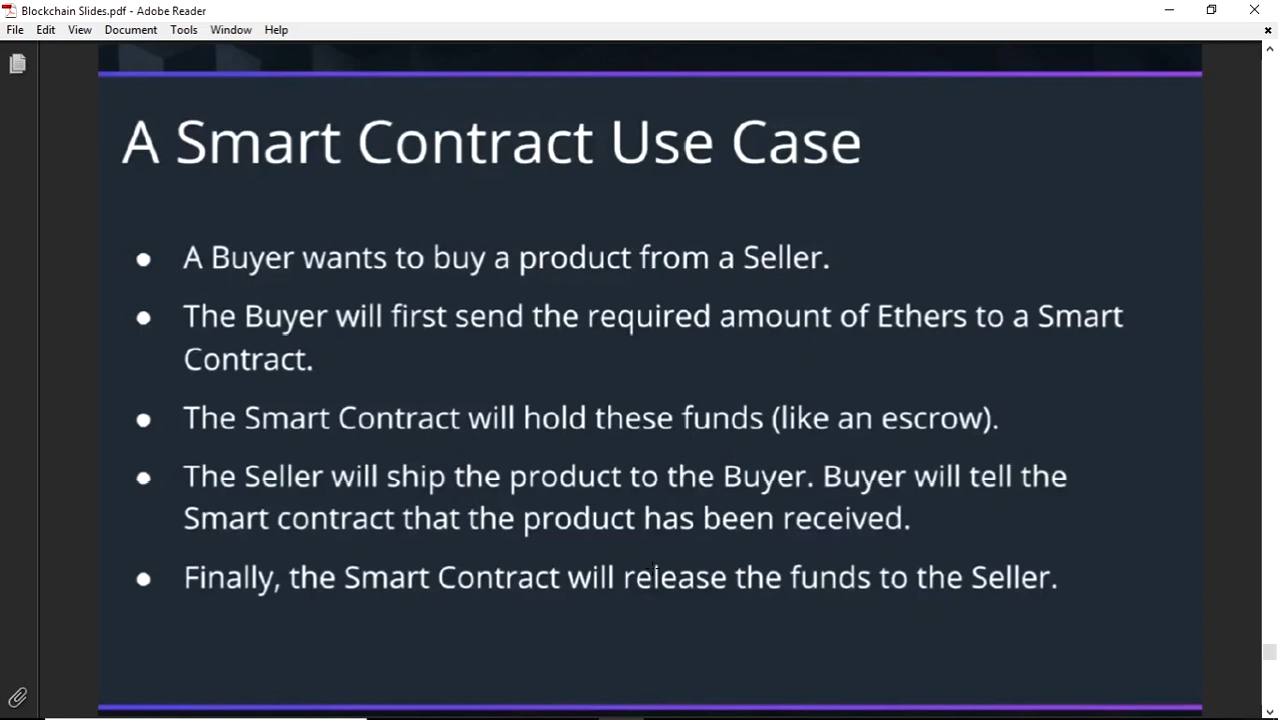 Blockchain Slides.pdf - Adobe Reader
File Edit View Document Tools Window Help
A Smart Contract Use Case
● A Buyer wants to buy a product from a Seller.
● The Buyer will first send the required amount of Ethers to a Smart
Contract.
● The Smart Contract will hold these funds (like an escrow).
● The Seller will ship the product to the Buyer. Buyer will tell the
Smart contract that the product has been received.
● Finally, the Smart Contract will release the funds to the Seller.